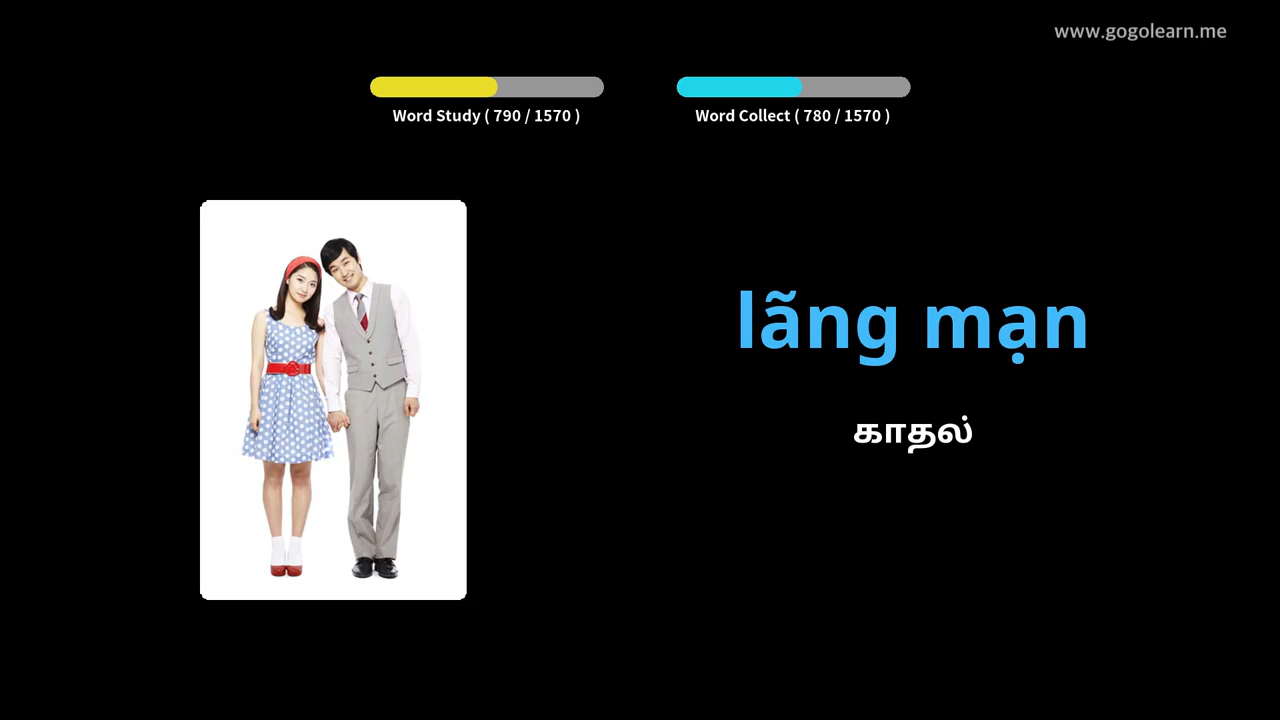 www.gogolearn.me
Word Study ( 790 / 1570 )
Word Collect ( 780 / 1570 )
lãng mạn
காதல்